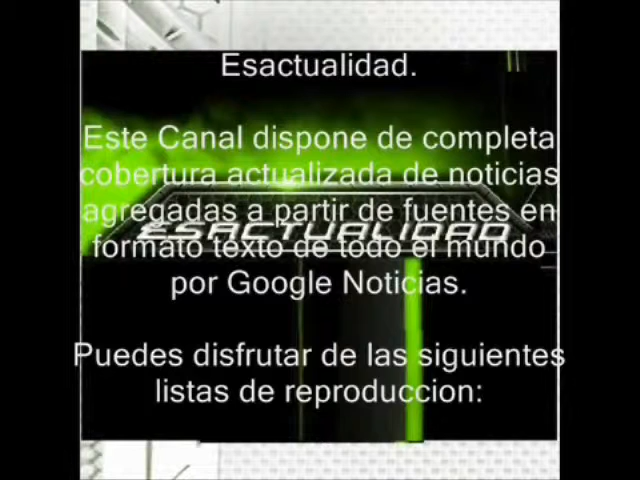 Esactualidad.
Este Canal dispone de completa
cobertura actualizada de noticias
agregadas a partir de fuentes en
ESACTUALIDAD
formato texto de todo el mundo
por Google Noticias.
Puedes disfrutar de las siguientes
listas de reproduccion: